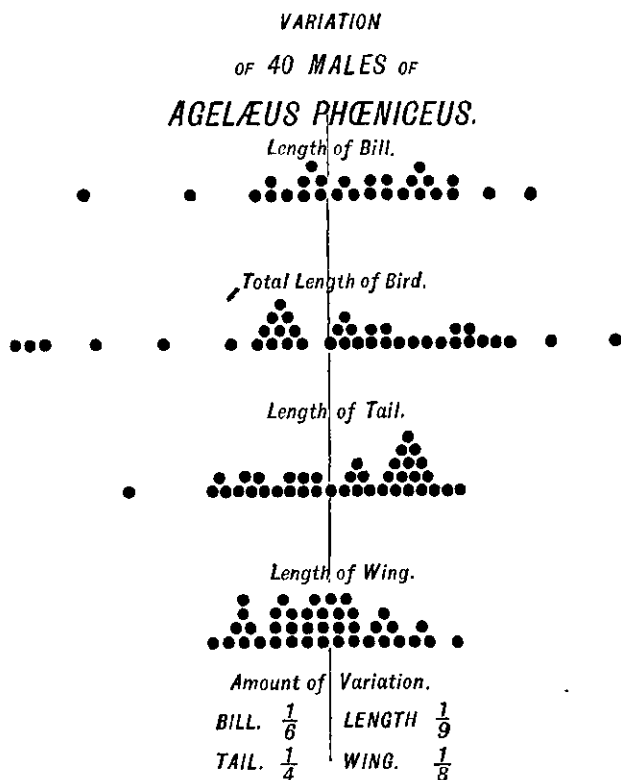 VARIATION
OF 40 MALES OF
AGELÆUS PHŒNICEUS.
Length of Bill.
Total Length of Bird.
Length of Tail.
Length of Wing.
Amount of Variation.
BILL. 1/6 LENGTH 1/9
TAIL. 1/4 WING. 1/8